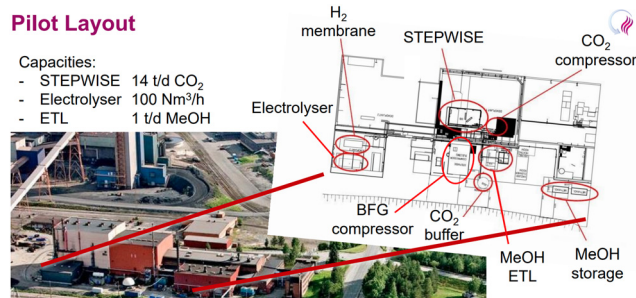 Pilot Layout
Capacities:
- STEPWISE 14 t/d CO₂
- Electrolyser 100 Nm³/h
- ETL 1 t/d MeOH
H₂
membrane
STEPWISE
CO₂
compressor
Electrolyser
BFG
compressor
CO₂
buffer
MeOH
ETL
MeOH
storage